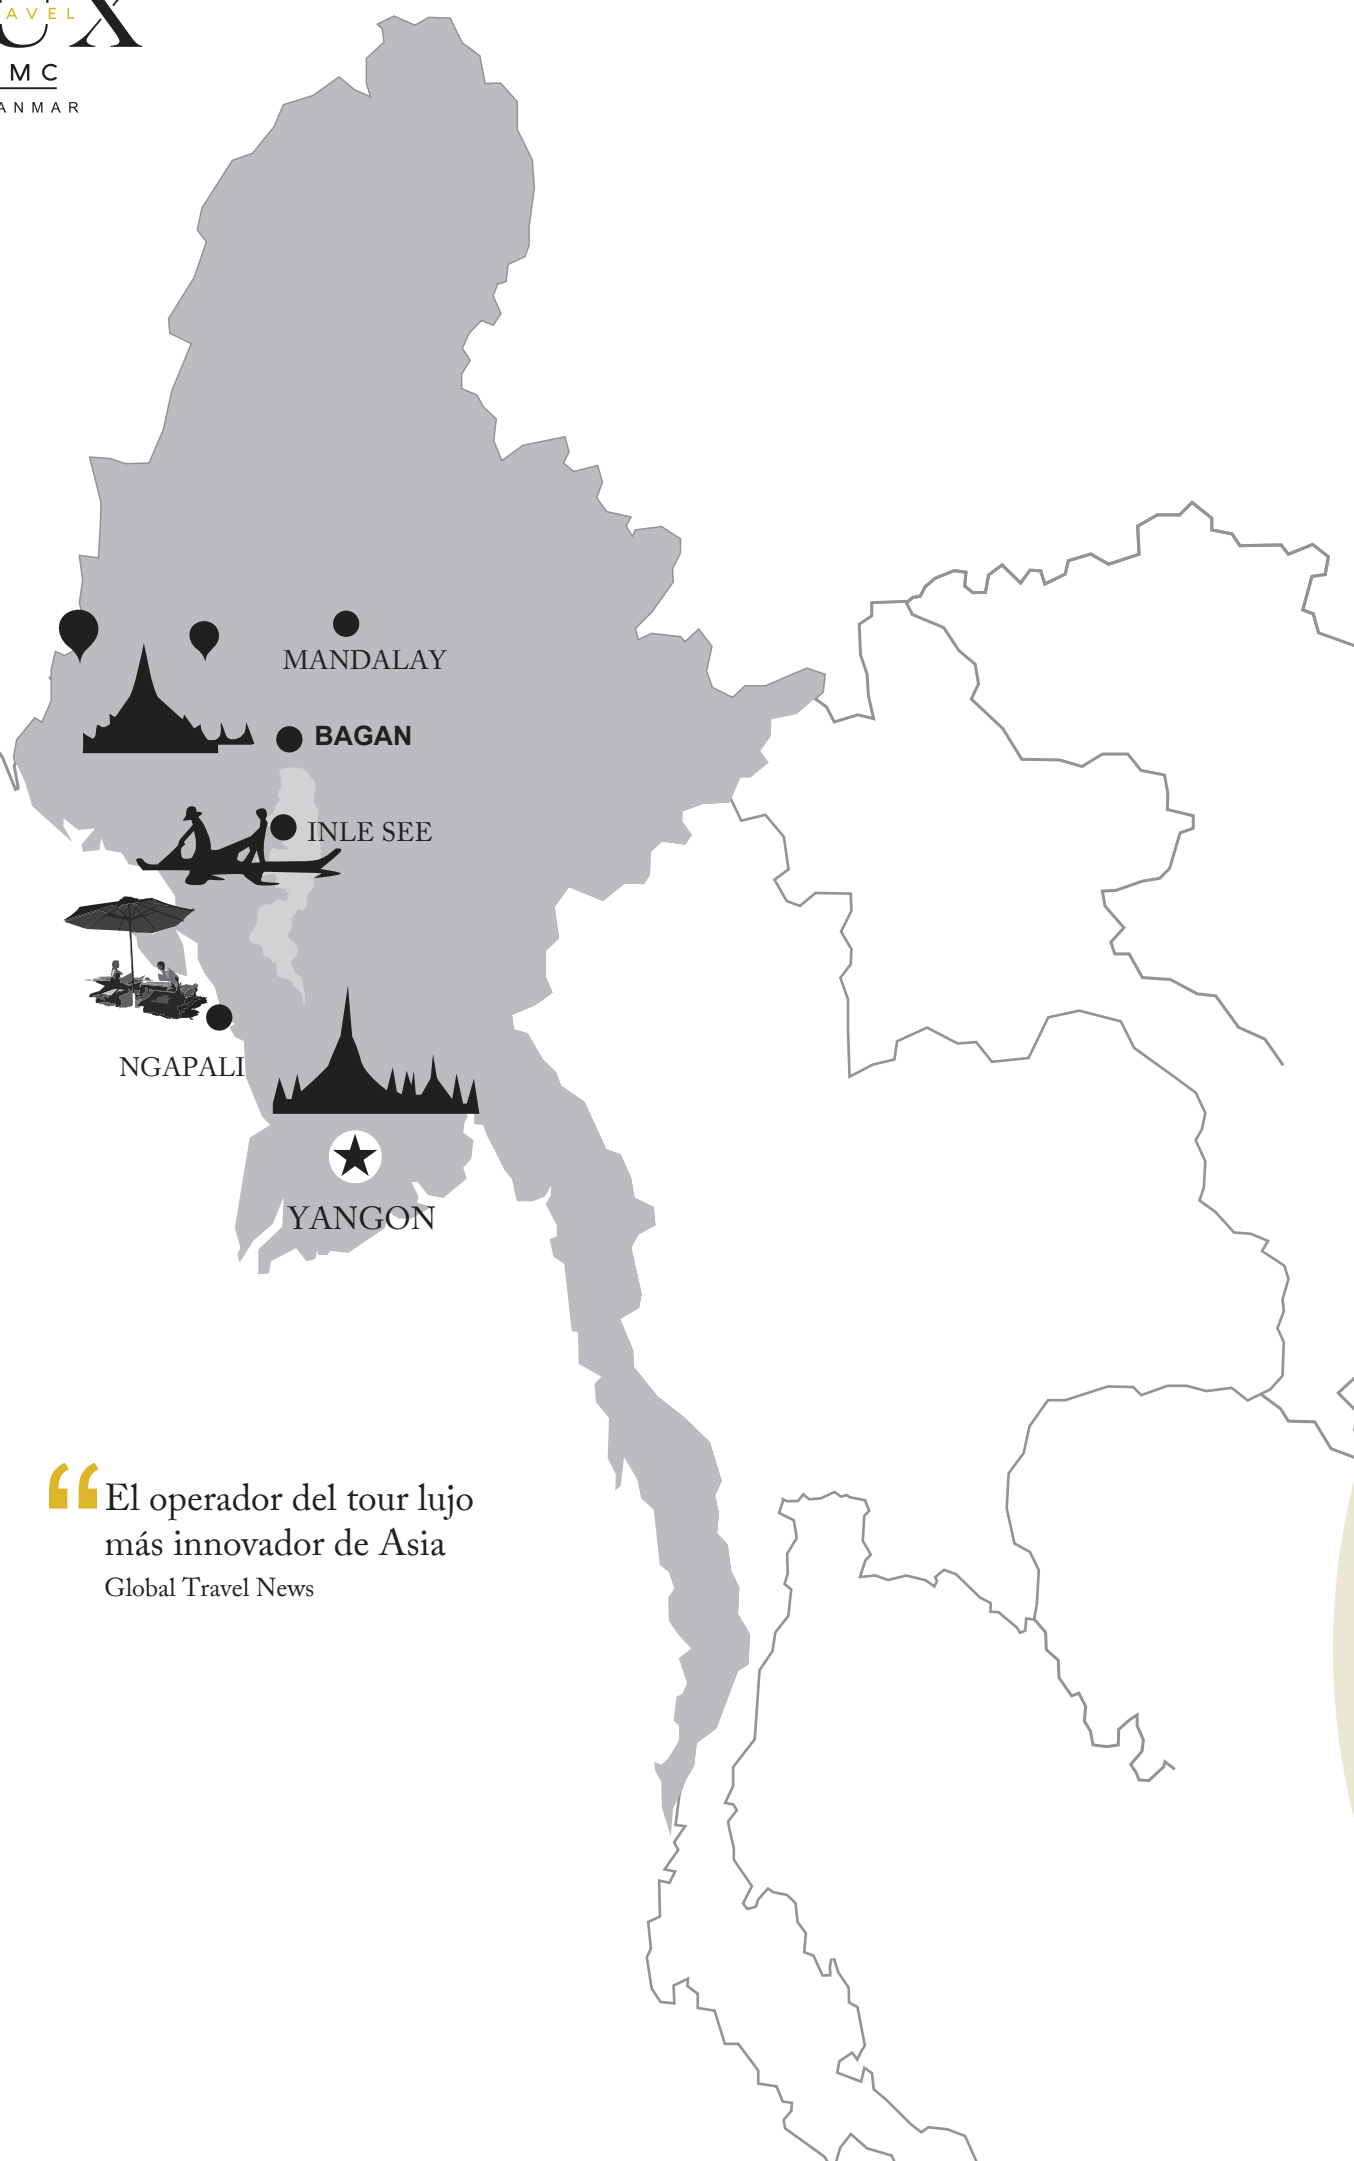 AVEL
UX
MC
ANMAR
MANDALAY
BAGAN
INLE SEE
NGAPALI
YANGON
“El operador del tour lujo
más innovador de Asia
Global Travel News